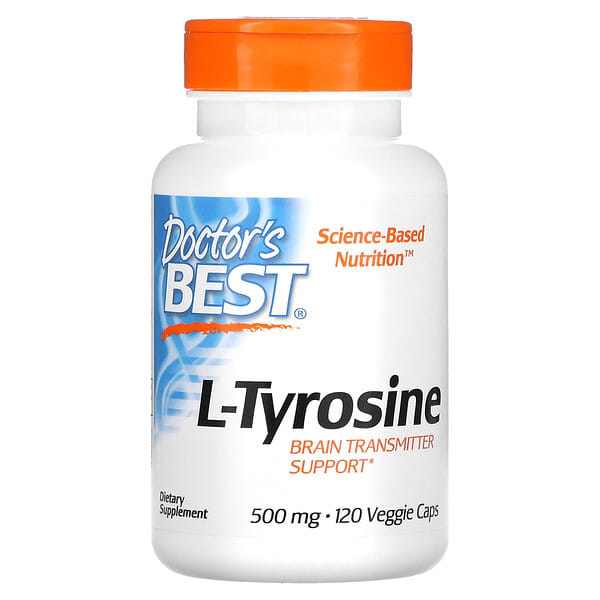 Doctor's
BEST®
Science-Based
Nutrition™
L-Tyrosine
BRAIN TRANSMITTER
SUPPORT*
Dietary
Supplement
500 mg • 120 Veggie Caps